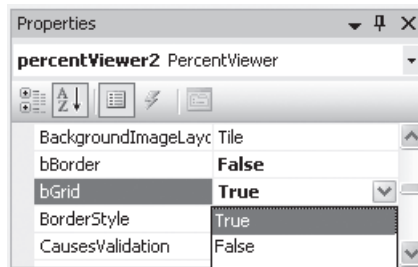 Properties
percentViewer2 PercentViewer
A
Z
BackgroundImageLayc Tile
bBorder False
bGrid True
BorderStyle True
CausesValidation False